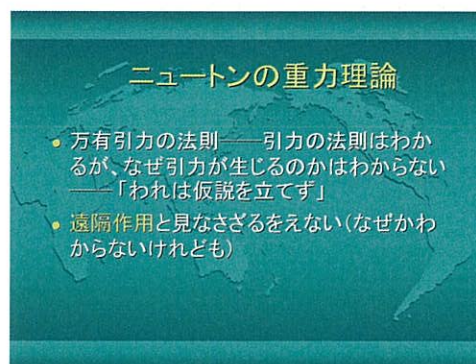 ニュートンの重力理論
• 万有引力の法則――引力の法則はわか
るが、なぜ引力が生じるのかはわからない
――「われは仮説を立てず」
• 遠隔作用と見なさざるをえない(なぜかわ
からないけれども)